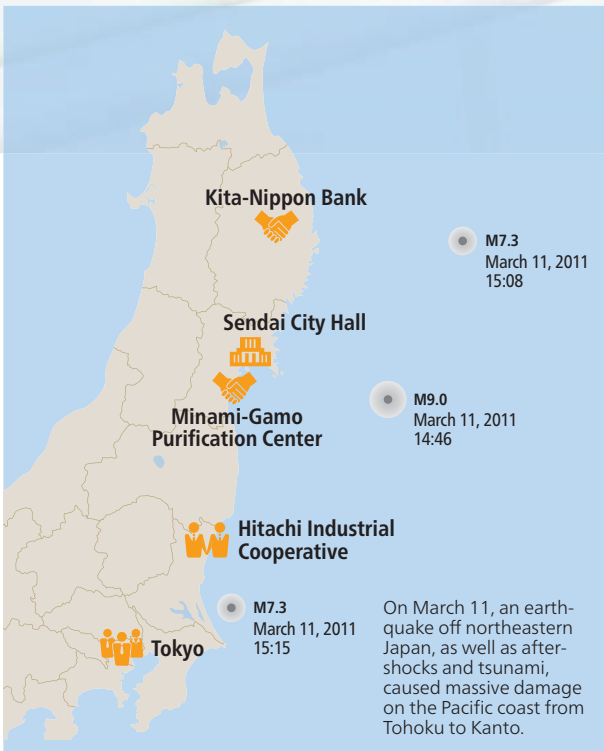 Kita-Nippon Bank
M7.3
March 11, 2011
15:08
Sendai City Hall
M9.0
March 11, 2011
14:46
Minami-Gamo
Purification Center
Hitachi Industrial
Cooperative
M7.3
March 11, 2011
15:15
Tokyo
On March 11, an earth-
quake off northeastern
Japan, as well as after-
shocks and tsunami,
caused massive damage
on the Pacific coast from
Tohoku to Kanto.